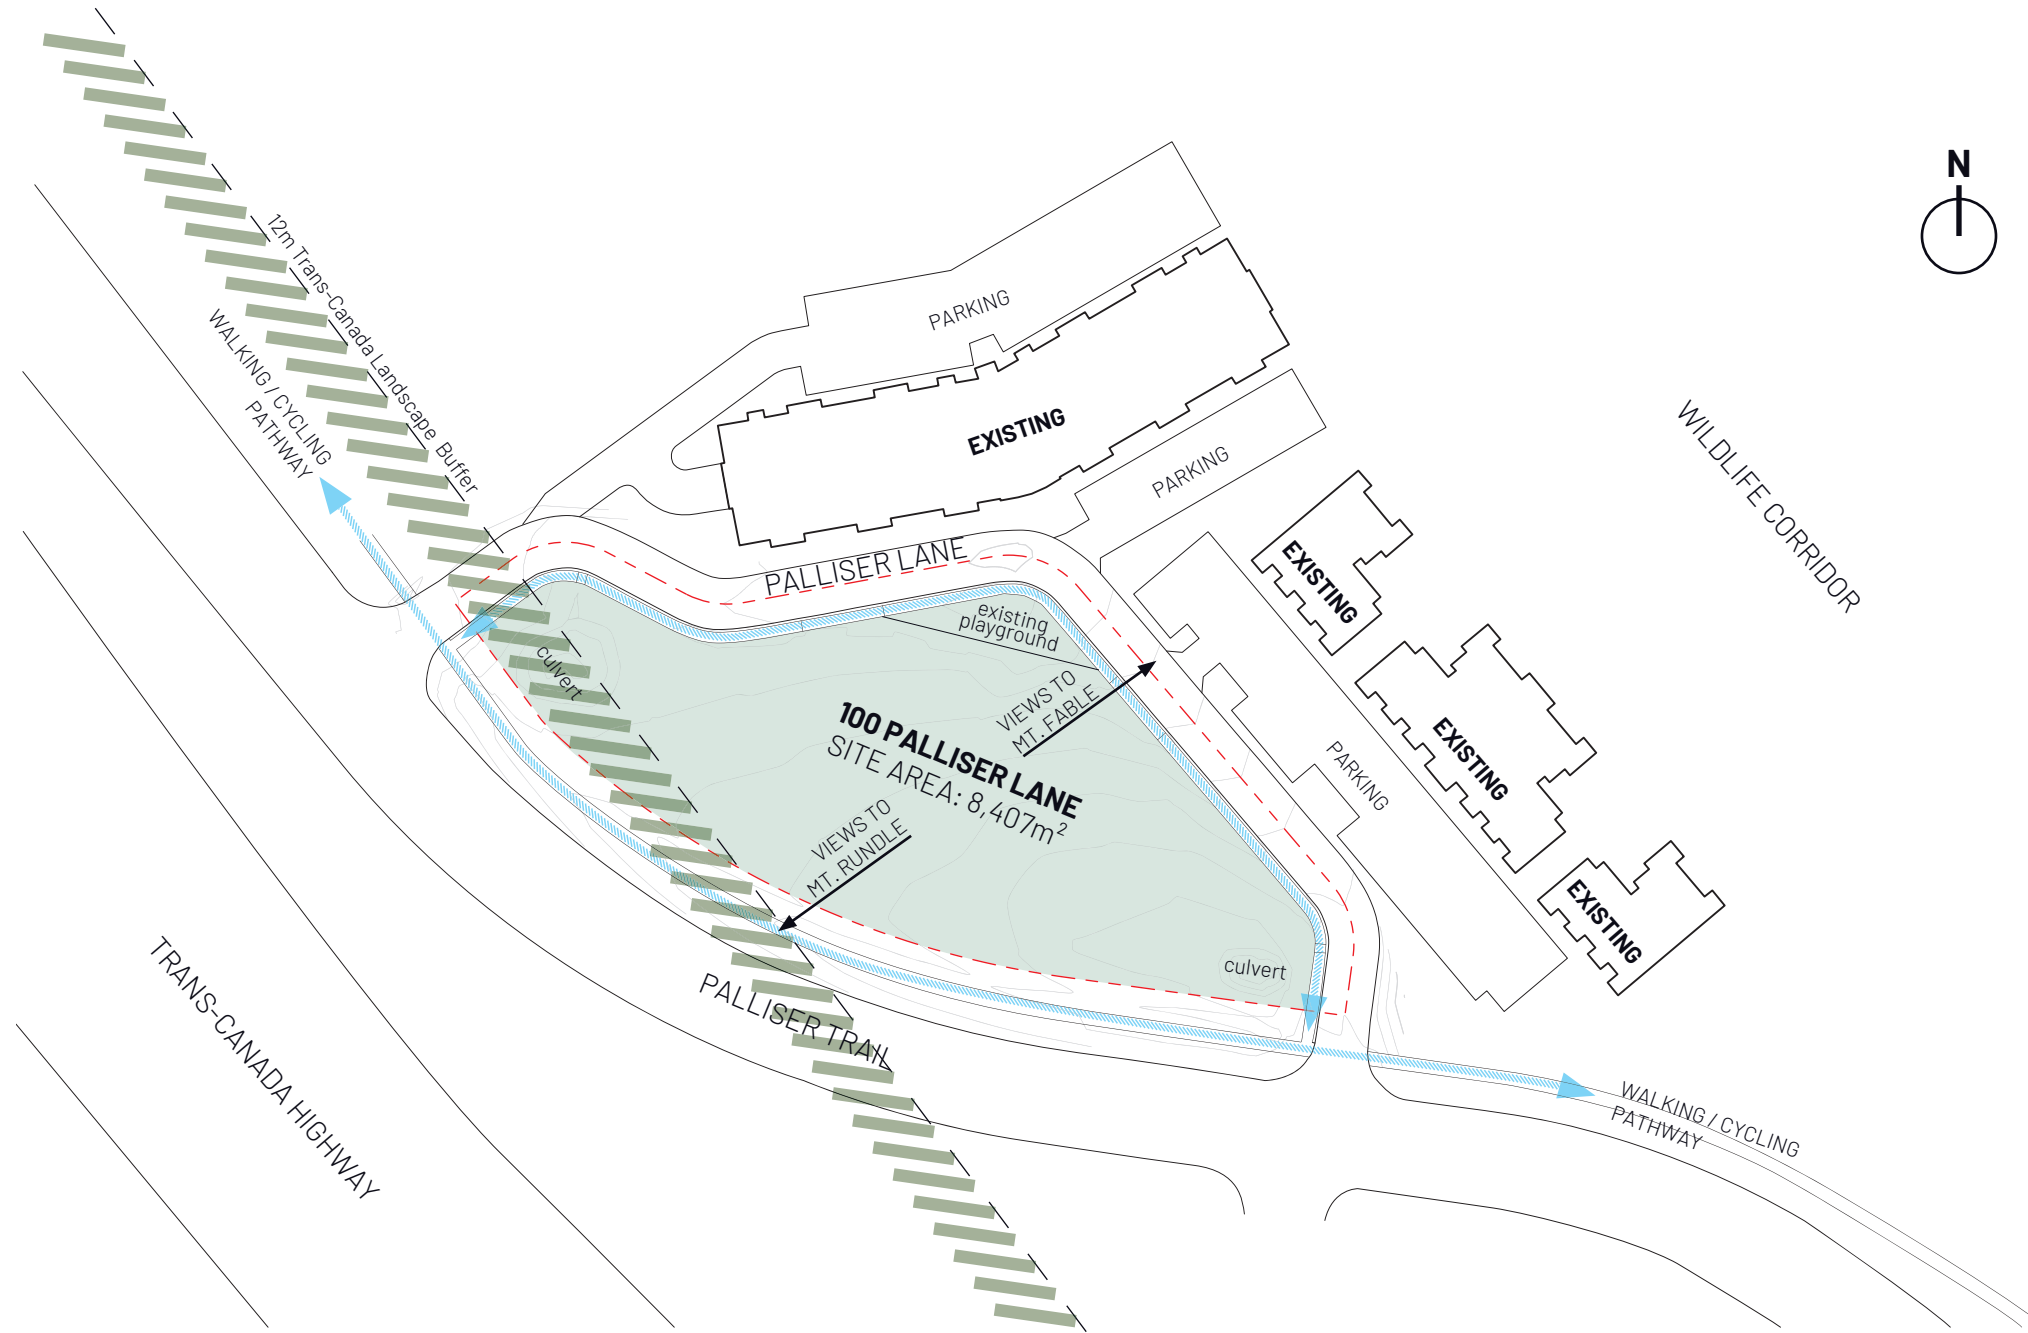 N
12m Trans-Canada Landscape Buffer
WALKING / CYCLING
PATHWAY
PARKING
EXISTING
PARKING
WILDLIFE CORRIDOR
PALLISER LANE
EXISTING
existing
playground
culvert
VIEWS TO
MT. FABLE
100 PALLISER LANE
SITE AREA: 8,407m²
EXISTING
PARKING
VIEWS TO
MT. RUNDLE
EXISTING
culvert
PALLISER TRAIL
TRANS-CANADA HIGHWAY
WALKING / CYCLING
PATHWAY